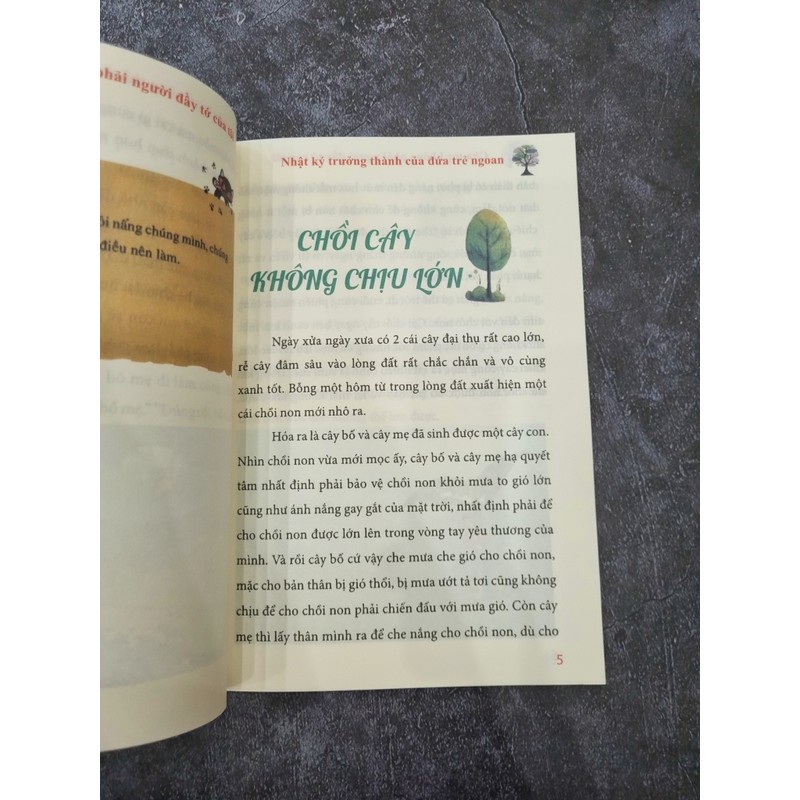 phải người đầy tớ của
nấng chúng mình, chúng
điều nên làm.
Nhật ký trưởng thành của đứa trẻ ngoan
CHỒI CÂY
KHÔNG CHỊU LỚN
Ngày xửa ngày xưa có 2 cái cây đại thụ rất cao lớn,
rễ cây đâm sâu vào lòng đất rất chắc chắn và vô cùng
xanh tốt. Bỗng một hôm từ trong lòng đất xuất hiện một
cái chồi non mới nhô ra.
Hóa ra là cây bố và cây mẹ đã sinh được một cây con.
Nhìn chồi non vừa mới mọc ấy, cây bố và cây mẹ hạ quyết
tâm nhất định phải bảo vệ chồi non khỏi mưa to gió lớn
cũng như ánh nắng gay gắt của mặt trời, nhất định phải để
cho chồi non được lớn lên trong vòng tay yêu thương của
mình. Và rồi cây bố cứ vậy che mưa che gió cho chồi non,
mặc cho bản thân bị gió thổi, bị mưa ướt tả tơi cũng không
chịu để cho chồi non phải chiến đấu với mưa gió. Còn cây
mẹ thì lấy thân mình ra để che nắng cho chồi non, dù cho
5